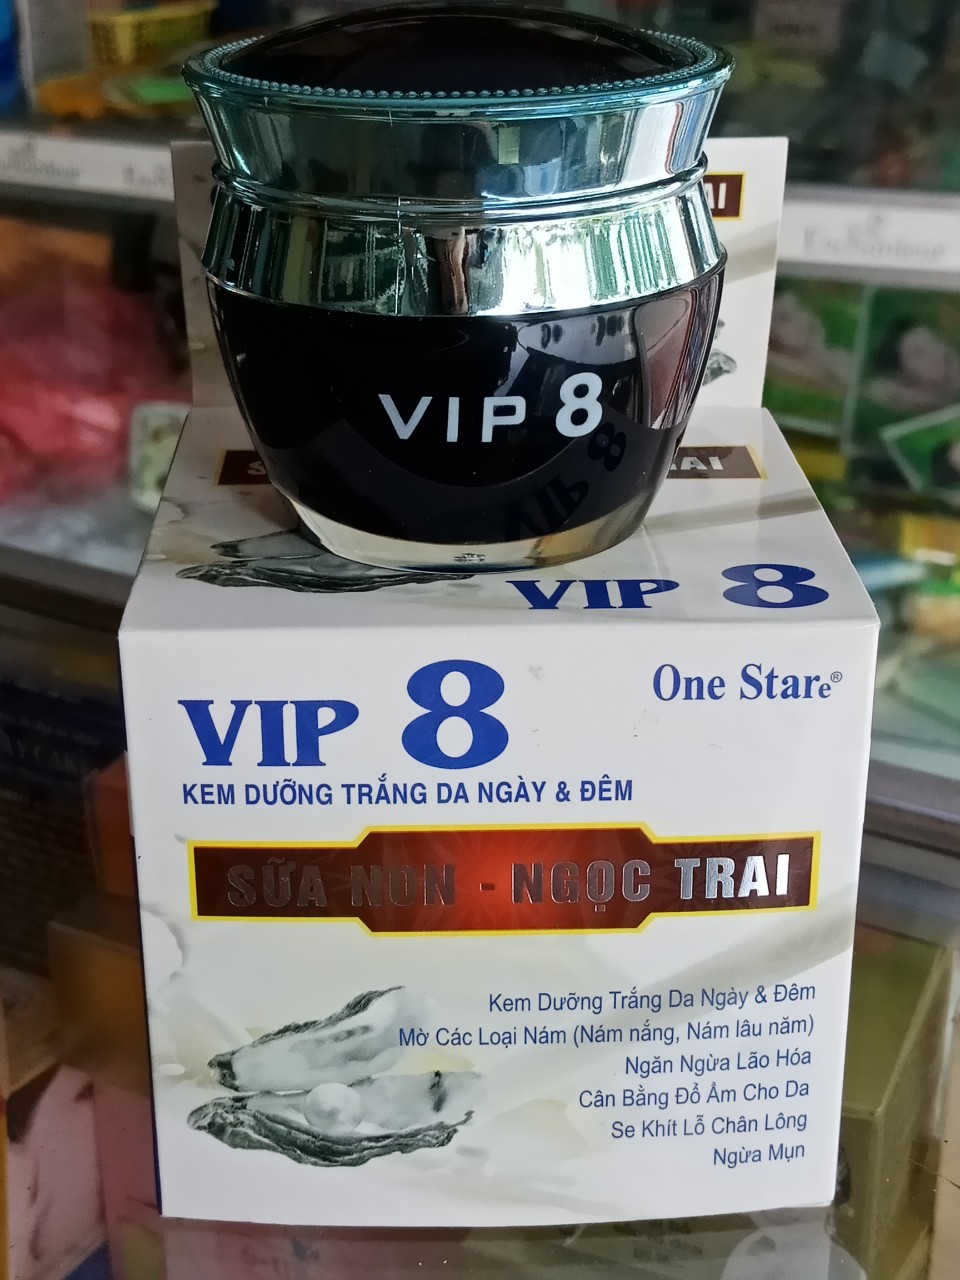 VIP 8
VIP 8
VIP 8
One Stare®
KEM DƯỠNG TRẮNG DA NGÀY & ĐÊM
SỮA NON - NGỌC TRAI
Kem Dưỡng Trắng Da Ngày & Đêm
Mờ Các Loại Nám (Nám nắng, Nám lâu năm)
Ngăn Ngừa Lão Hóa
Cân Bằng Đồ Ẩm Cho Da
Se Khít Lỗ Chân Lông
Ngừa Mụn